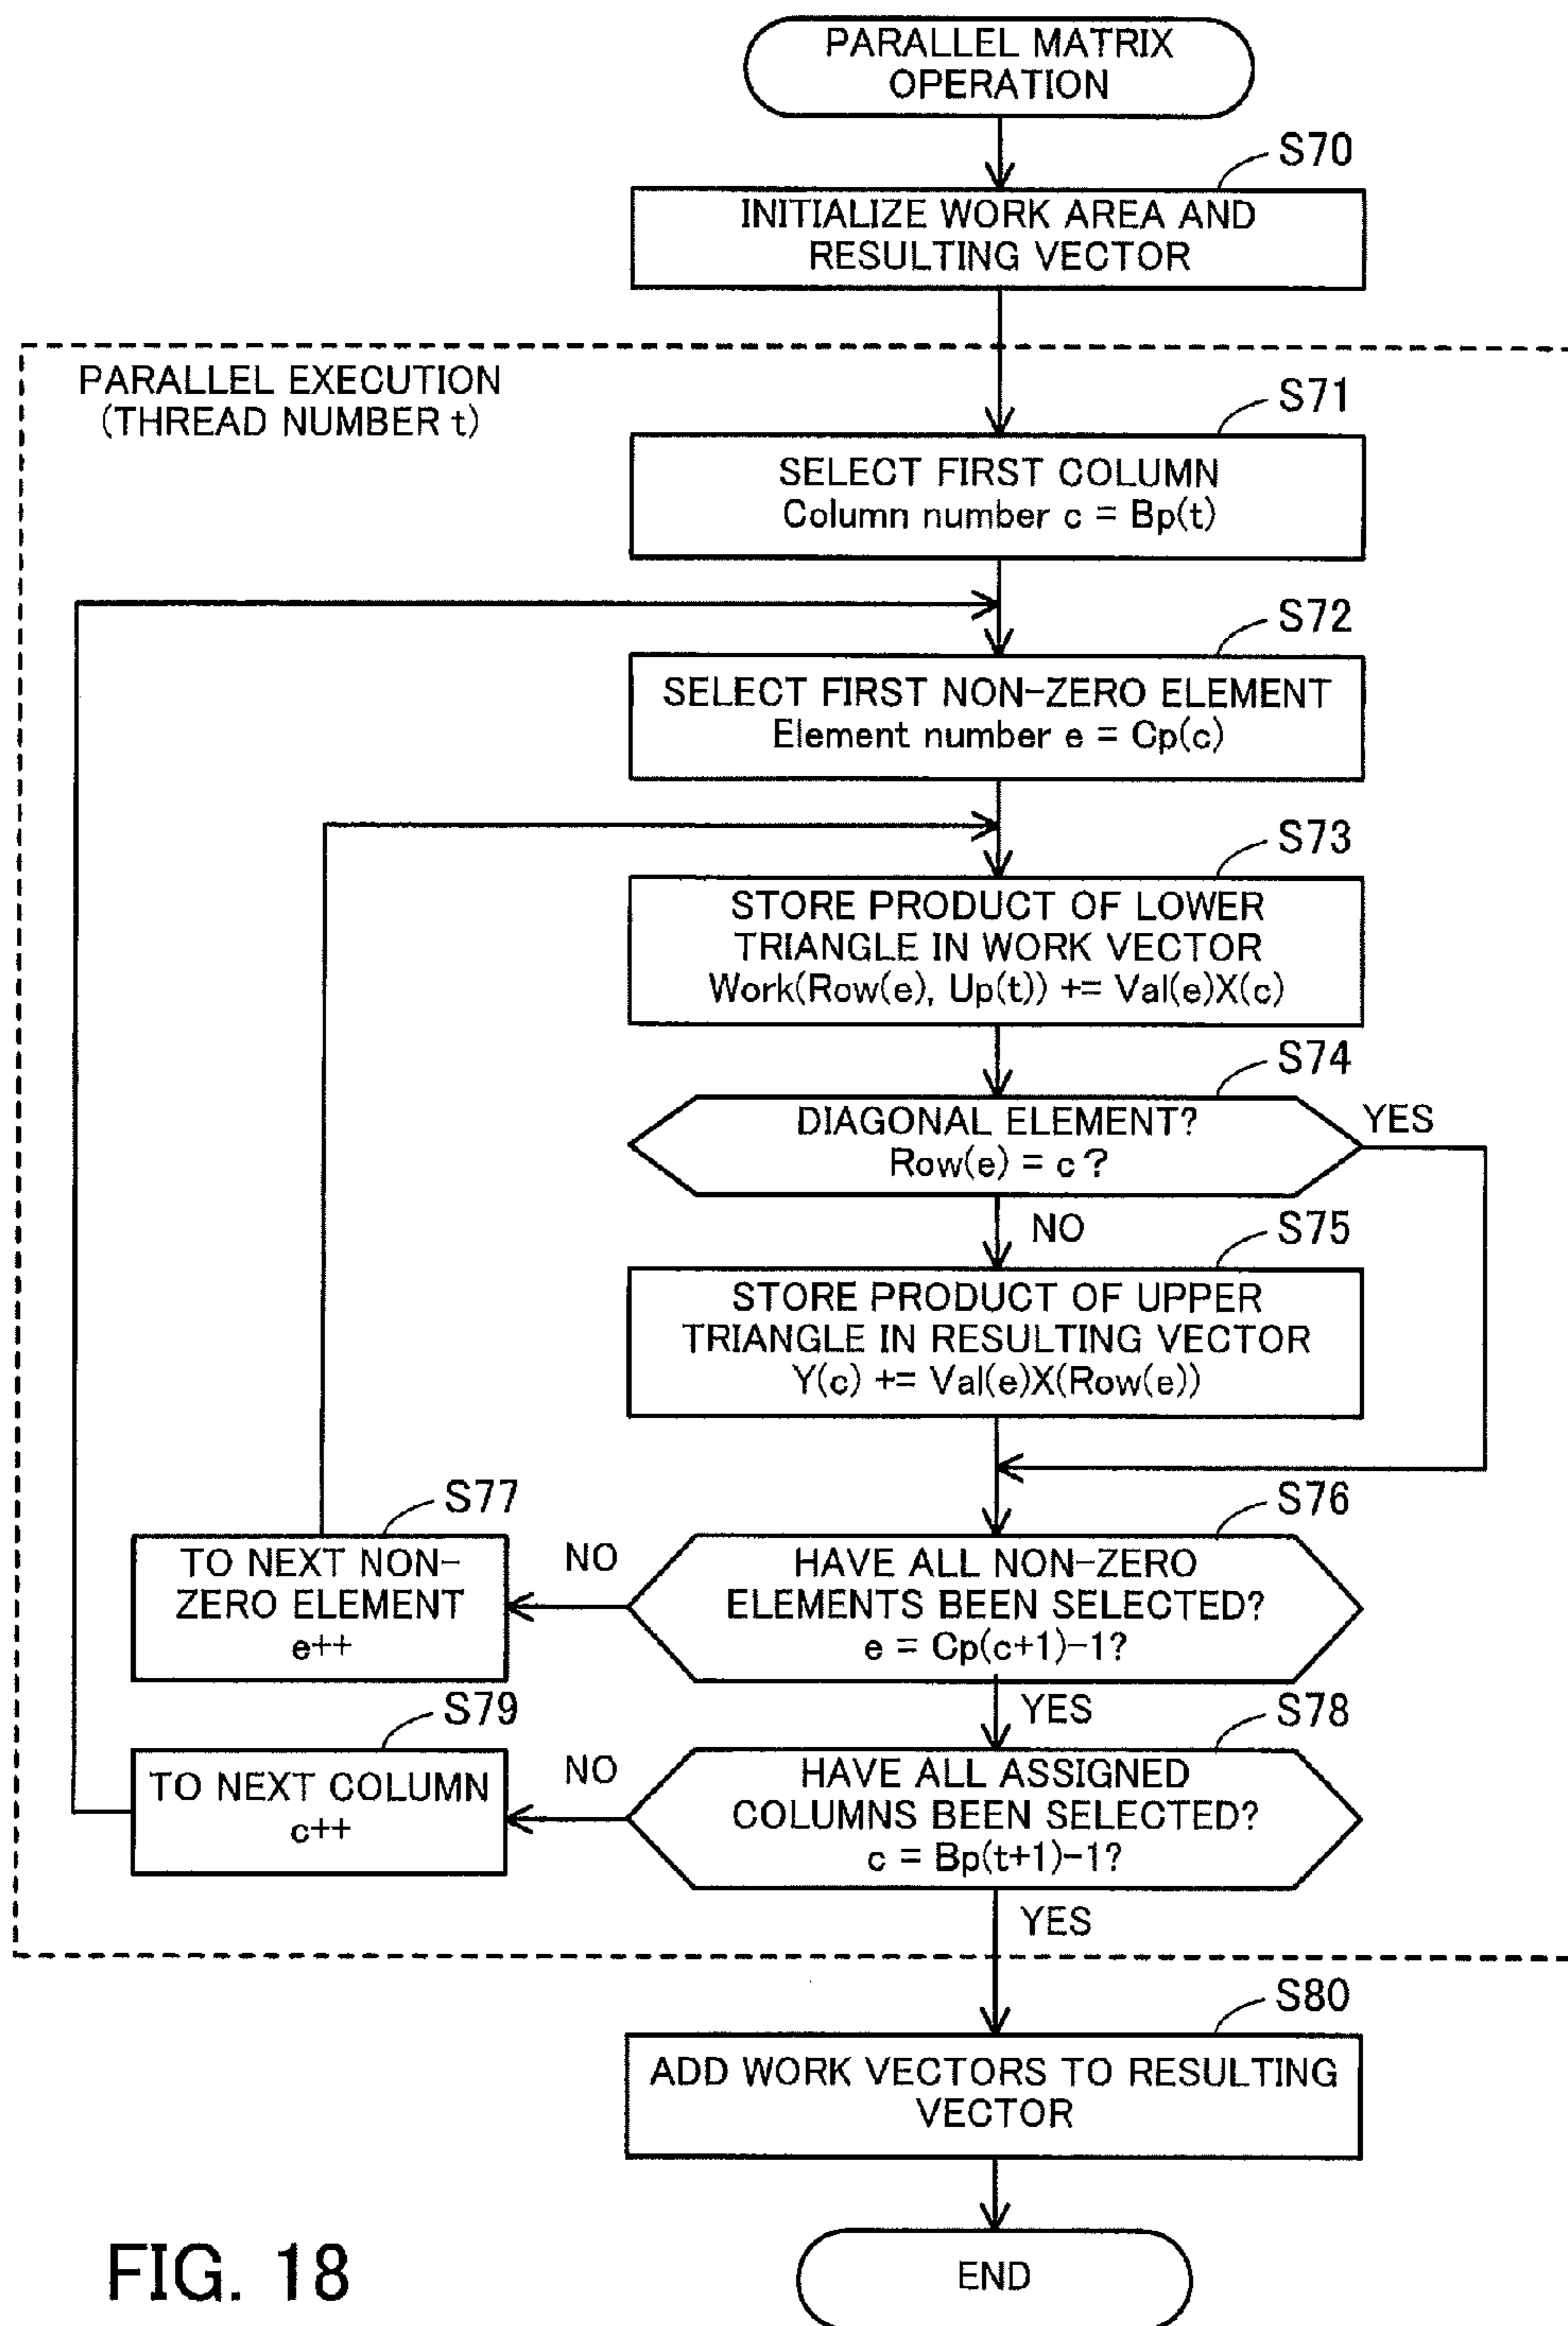 PARALLEL MATRIX
OPERATION
S70
INITIALIZE WORK AREA AND
RESULTING VECTOR
PARALLEL EXECUTION
(THREAD NUMBER t)
S71
SELECT FIRST COLUMN
Column number c = Bp(t)
S72
SELECT FIRST NON-ZERO ELEMENT
Element number e = Cp(c)
S73
STORE PRODUCT OF LOWER
TRIANGLE IN WORK VECTOR
Work(Row(e), Up(t)) += Val(e)X(c)
S74
DIAGONAL ELEMENT?
Row(e) = c ?
YES
NO
S75
STORE PRODUCT OF UPPER
TRIANGLE IN RESULTING VECTOR
Y(c) += Val(e)X(Row(e))
S76
HAVE ALL NON-ZERO
ELEMENTS BEEN SELECTED?
e = Cp(c+1)-1?
NO
S77
TO NEXT NON-
ZERO ELEMENT
e++
YES
S78
HAVE ALL ASSIGNED
COLUMNS BEEN SELECTED?
c = Bp(t+1)-1?
NO
S79
TO NEXT COLUMN
c++
YES
S80
ADD WORK VECTORS TO RESULTING
VECTOR
END
FIG. 18